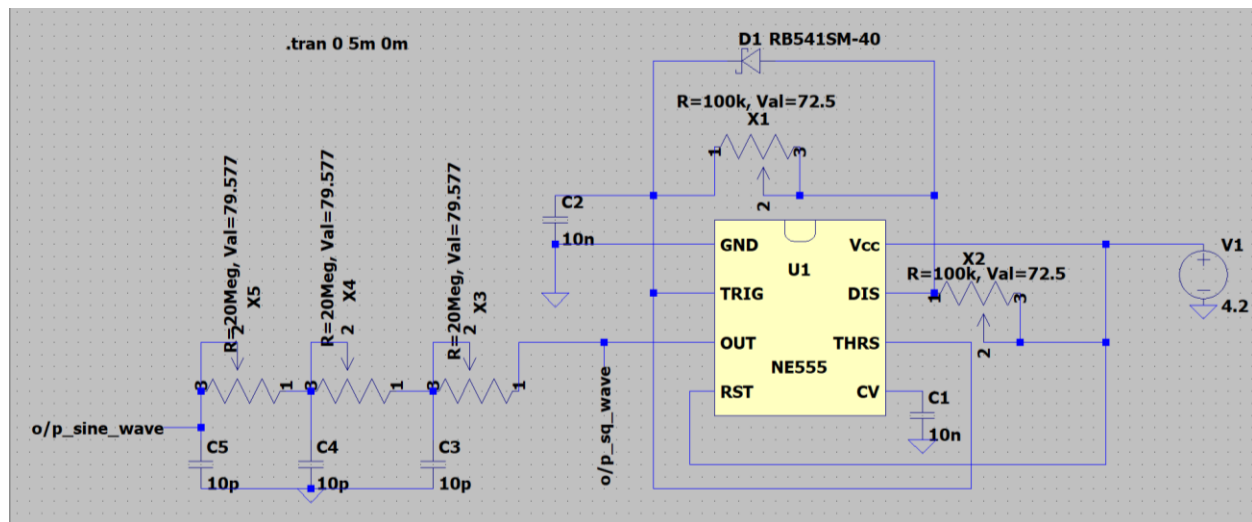 .tran 0 5m 0m
D1 RB541SM-40
R=100k, Val=72.5
X1
1
3
2
C2
10n
GND
Vcc
U1
TRIG
DIS
OUT
THRS
NE555
RST
CV
X2
R=100k, Val=72.5
1
3
2
V1
4.2
C1
10n
R=20Meg, Val=79.577
X5
2
3
1
R=20Meg, Val=79.577
X4
2
3
1
R=20Meg, Val=79.577
X3
2
3
1
o/p_sine_wave
C5
10p
C4
10p
C3
10p
o/p_sq_wave